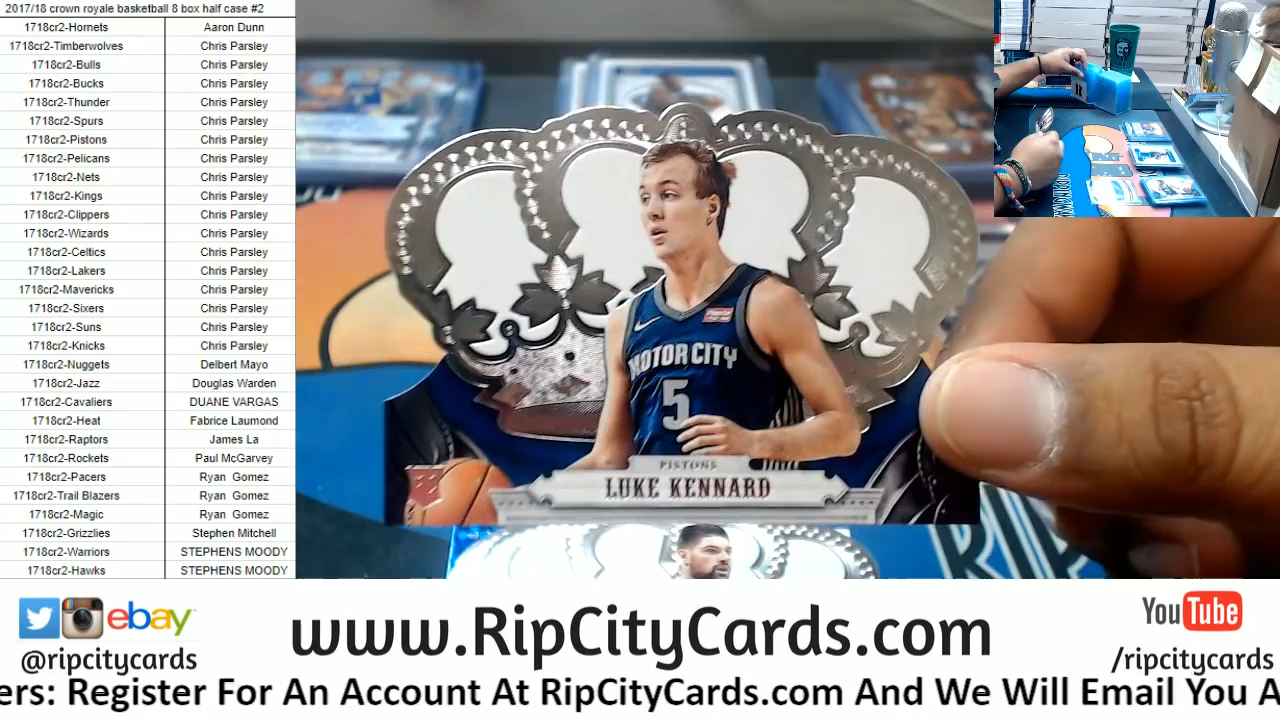 2017/18 crown royale basketball 8 box half case #2
1718cr2-Hornets Aaron Dunn
1718cr2-Timberwolves Chris Parsley
1718cr2-Bulls Chris Parsley
1718cr2-Bucks Chris Parsley
1718cr2-Thunder Chris Parsley
1718cr2-Spurs Chris Parsley
1718cr2-Pistons Chris Parsley
1718cr2-Pelicans Chris Parsley
1718cr2-Nets Chris Parsley
1718cr2-Kings Chris Parsley
1718cr2-Clippers Chris Parsley
1718cr2-Wizards Chris Parsley
1718cr2-Celtics Chris Parsley
1718cr2-Lakers Chris Parsley
1718cr2-Mavericks Chris Parsley
1718cr2-Sixers Chris Parsley
1718cr2-Suns Chris Parsley
1718cr2-Knicks Chris Parsley
1718cr2-Nuggets Delbert Mayo
1718cr2-Jazz Douglas Warden
1718cr2-Cavaliers DUANE VARGAS
1718cr2-Heat Fabrice Laumond
1718cr2-Raptors James La
1718cr2-Rockets Paul McGarvey
1718cr2-Pacers Ryan Gomez
1718cr2-Trail Blazers Ryan Gomez
1718cr2-Magic Ryan Gomez
1718cr2-Grizzlies Stephen Mitchell
1718cr2-Warriors STEPHENS MOODY
1718cr2-Hawks STEPHENS MOODY
MOTOR CITY
5
PISTONS
LUKE KENNARD
RC
RIP
ebay
@ripcitycards
www.RipCityCards.com
YouTube
/ripcitycards
ers: Register For An Account At RipCityCards.com And We Will Email You A